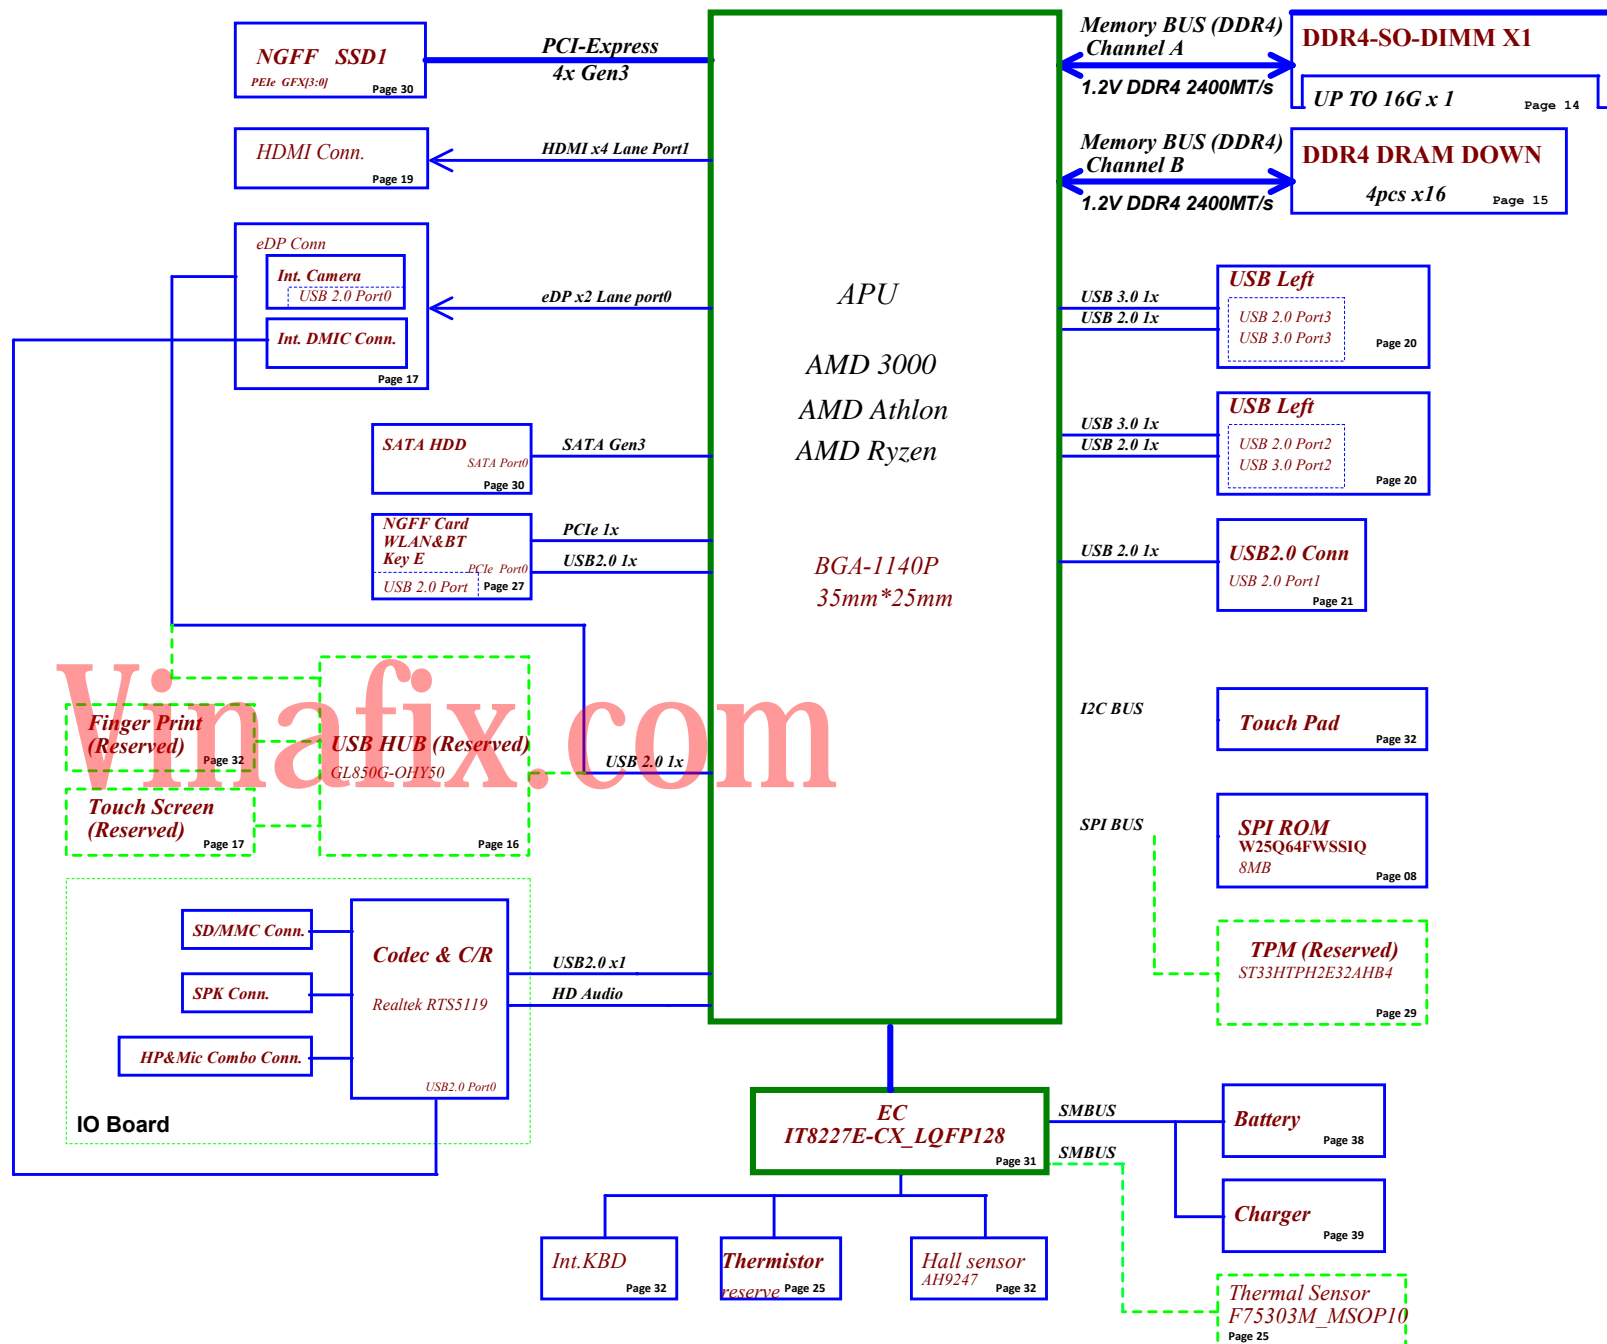 NGFF SSD1
PEIe GFX[3:0]
Page 30
PCI-Express
4x Gen3
HDMI Conn.
Page 19
HDMI x4 Lane Port1
eDP Conn
Int. Camera
USB 2.0 Port0
Int. DMIC Conn.
Page 17
eDP x2 Lane port0
SATA HDD
SATA Port0
Page 30
SATA Gen3
NGFF Card
WLAN&BT
Key E
PCIe Port0
USB 2.0 Port
Page 27
PCIe 1x
USB2.0 1x
Finger Print
(Reserved)
Page 32
Touch Screen
(Reserved)
Page 17
USB HUB (Reserved)
GL850G-OHY50
Page 16
USB 2.0 1x
Vinafix.com
SD/MMC Conn.
SPK Conn.
HP&Mic Combo Conn.
Codec & C/R
Realtek RTS5119
USB2.0 Port0
IO Board
USB2.0 x1
HD Audio
APU
AMD 3000
AMD Athlon
AMD Ryzen
BGA-1140P
35mm*25mm
Memory BUS (DDR4)
Channel A
1.2V DDR4 2400MT/s
DDR4-SO-DIMM X1
UP TO 16G x 1
Page 14
Memory BUS (DDR4)
Channel B
1.2V DDR4 2400MT/s
DDR4 DRAM DOWN
4pcs x16
Page 15
USB 3.0 1x
USB 2.0 1x
USB Left
USB 2.0 Port3
USB 3.0 Port3
Page 20
USB 3.0 1x
USB 2.0 1x
USB Left
USB 2.0 Port2
USB 3.0 Port2
Page 20
USB 2.0 1x
USB2.0 Conn
USB 2.0 Port1
Page 21
I2C BUS
Touch Pad
Page 32
SPI BUS
SPI ROM
W25Q64FWSSIQ
8MB
Page 08
TPM (Reserved)
ST33HTPH2E32AHB4
Page 29
EC
IT8227E-CX_LQFP128
Page 31
SMBUS
SMBUS
Battery
Page 38
Charger
Page 39
Int.KBD
Page 32
Thermistor
reserve
Page 25
Hall sensor
AH9247
Page 32
Thermal Sensor
F75303M_MSOP10
Page 25